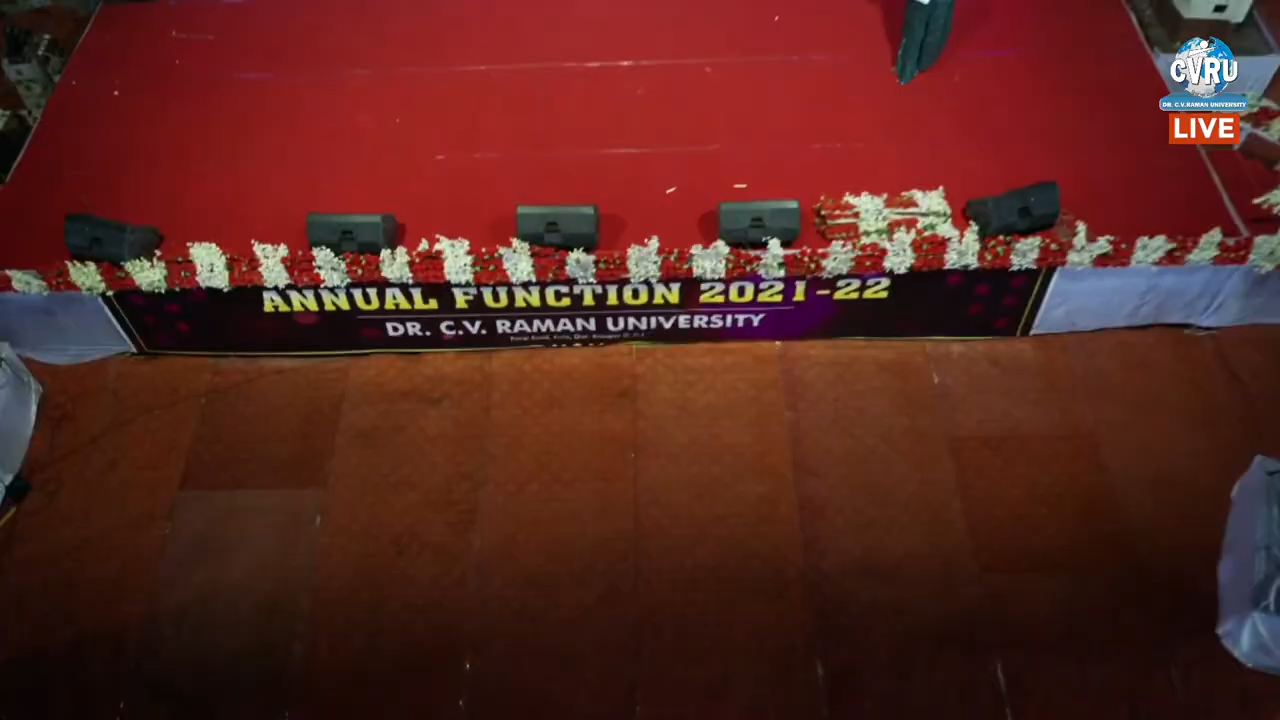 CVRU
DR. C.V.RAMAN UNIVERSITY
LIVE
ANNUAL FUNCTION 2021-22
DR. C.V. RAMAN UNIVERSITY